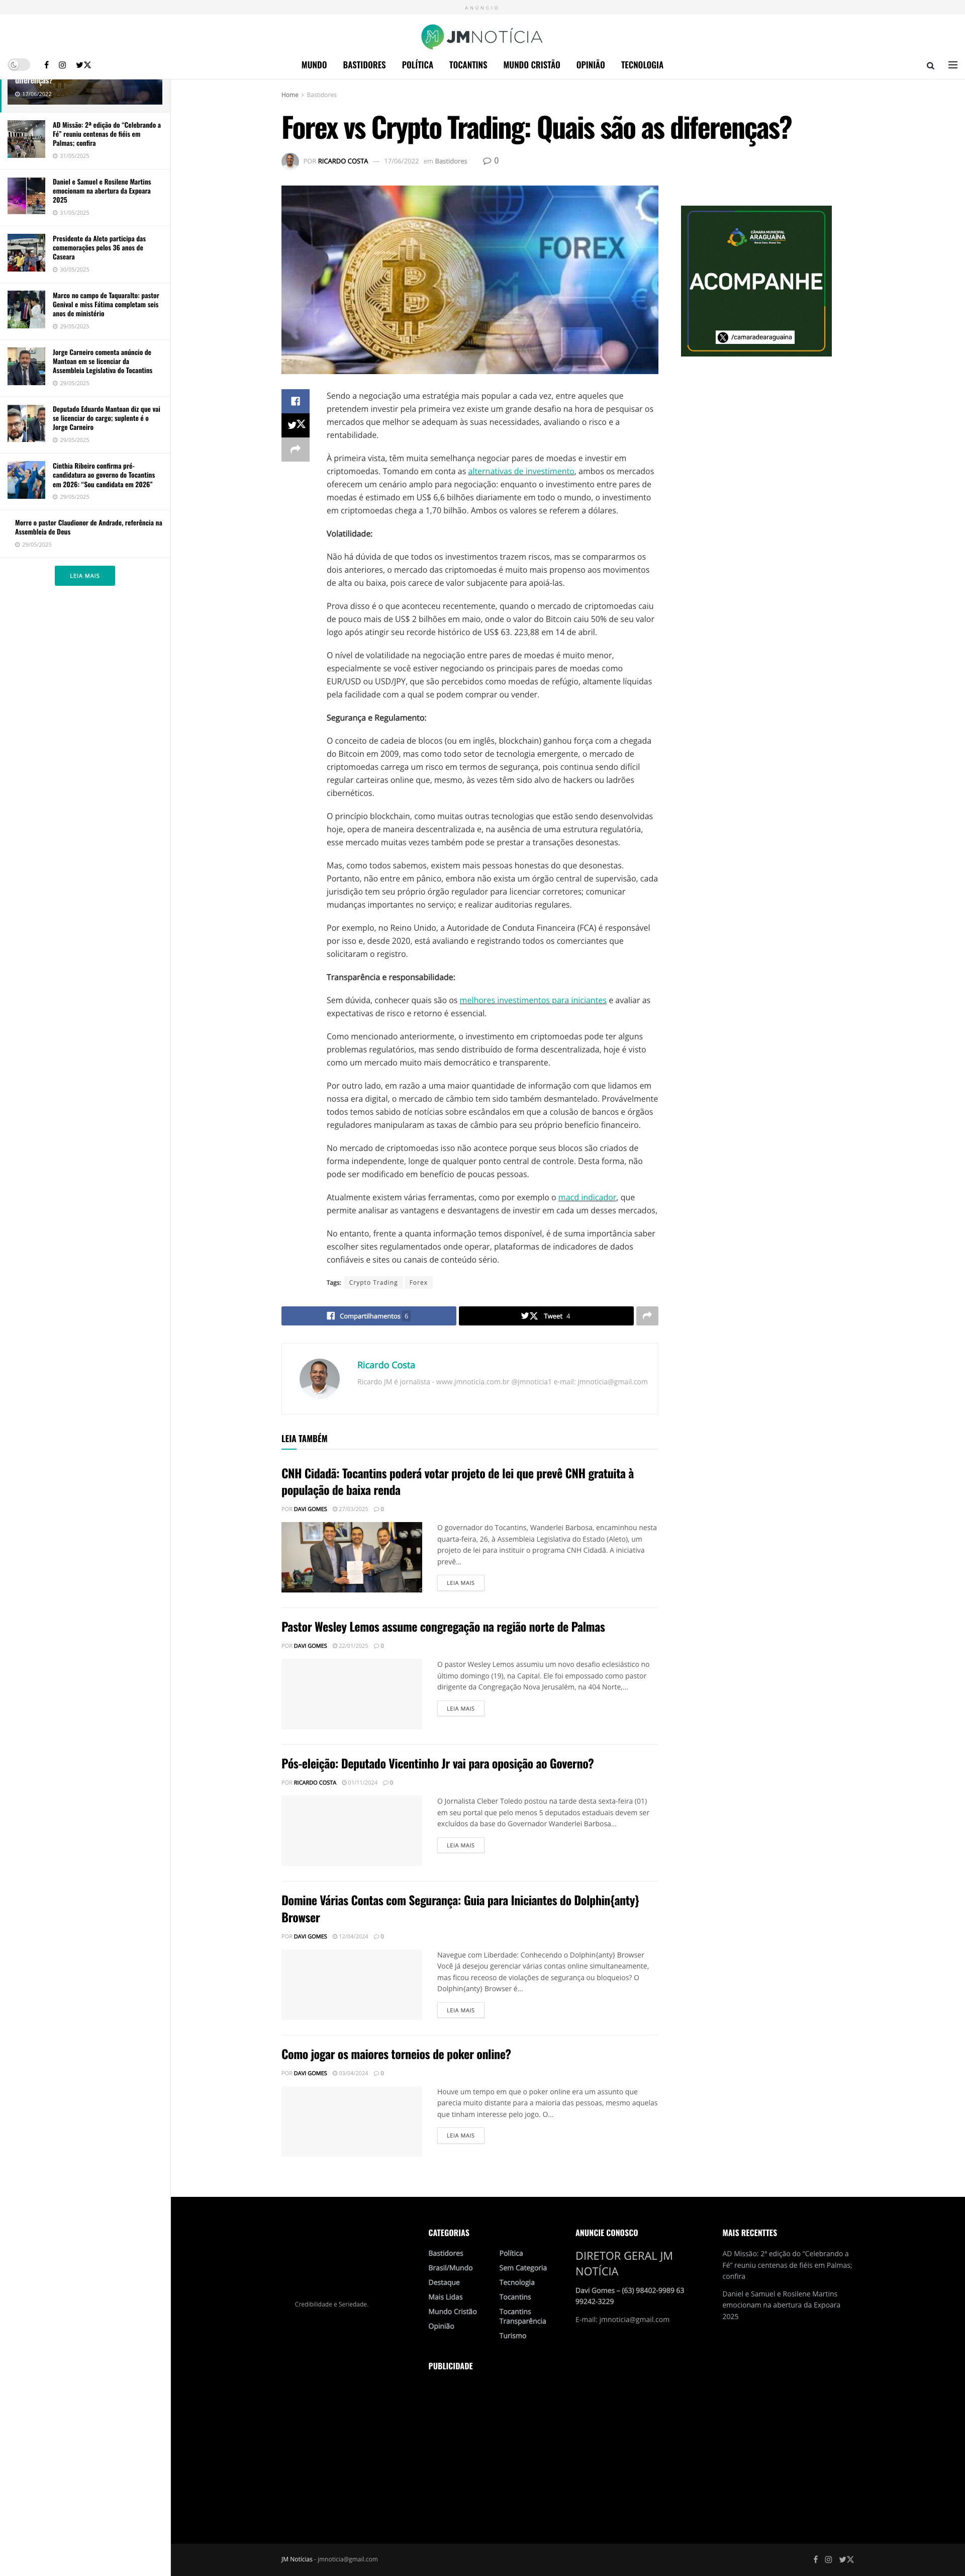 ANÚNCIO
JMNOTÍCIA
MUNDO BASTIDORES POLÍTICA TOCANTINS MUNDO CRISTÃO OPINIÃO TECNOLOGIA
diferenças?
17/06/2022
AD Missão: 2ª edição do “Celebrando a
Fé” reuniu centenas de fiéis em
Palmas; confira
31/05/2025
Daniel e Samuel e Rosilene Martins
emocionam na abertura da Expoara
2025
31/05/2025
Presidente da Aleto participa das
comemorações pelos 36 anos de
Caseara
30/05/2025
Marco no campo de Taquaralto: pastor
Genival e miss Fátima completam seis
anos de ministério
29/05/2025
Jorge Carneiro comenta anúncio de
Mantoan em se licenciar da
Assembleia Legislativa do Tocantins
29/05/2025
Deputado Eduardo Mantoan diz que vai
se licenciar do cargo; suplente é o
Jorge Carneiro
29/05/2025
Cinthia Ribeiro confirma pré-
candidatura ao governo do Tocantins
em 2026: “Sou candidata em 2026”
29/05/2025
Morre o pastor Claudionor de Andrade, referência na
Assembleia de Deus
29/05/2025
LEIA MAIS
Home > Bastidores
Forex vs Crypto Trading: Quais são as diferenças?
POR RICARDO COSTA — 17/06/2022 em Bastidores 0
FOREX
CÂMARA MUNICIPAL
ARAGUAÍNA
ACOMPANHE
/camaradearaguaina
Sendo a negociação uma estratégia mais popular a cada vez, entre aqueles que
pretendem investir pela primeira vez existe um grande desafio na hora de pesquisar os
mercados que melhor se adequam às suas necessidades, avaliando o risco e a
rentabilidade.
À primeira vista, têm muita semelhança negociar pares de moedas e investir em
criptomoedas. Tomando em conta as alternativas de investimento, ambos os mercados
oferecem um cenário amplo para negociação: enquanto o investimento entre pares de
moedas é estimado em US$ 6,6 bilhões diariamente em todo o mundo, o investimento
em criptomoedas chega a 1,70 bilhão. Ambos os valores se referem a dólares.
Volatilidade:
Não há dúvida de que todos os investimentos trazem riscos, mas se compararmos os
dois anteriores, o mercado das criptomoedas é muito mais propenso aos movimentos
de alta ou baixa, pois carece de valor subjacente para apoiá-las.
Prova disso é o que aconteceu recentemente, quando o mercado de criptomoedas caiu
de pouco mais de US$ 2 bilhões em maio, onde o valor do Bitcoin caiu 50% de seu valor
logo após atingir seu recorde histórico de US$ 63. 223,88 em 14 de abril.
O nível de volatilidade na negociação entre pares de moedas é muito menor,
especialmente se você estiver negociando os principais pares de moedas como
EUR/USD ou USD/JPY, que são percebidos como moedas de refúgio, altamente líquidas
pela facilidade com a qual se podem comprar ou vender.
Segurança e Regulamento:
O conceito de cadeia de blocos (ou em inglês, blockchain) ganhou força com a chegada
do Bitcoin em 2009, mas como todo setor de tecnologia emergente, o mercado de
criptomoedas carrega um risco em termos de segurança, pois continua sendo difícil
regular carteiras online que, mesmo, às vezes têm sido alvo de hackers ou ladrões
cibernéticos.
O princípio blockchain, como muitas outras tecnologias que estão sendo desenvolvidas
hoje, opera de maneira descentralizada e, na ausência de uma estrutura regulatória,
esse mercado muitas vezes também pode se prestar a transações desonestas.
Mas, como todos sabemos, existem mais pessoas honestas do que desonestas.
Portanto, não entre em pânico, embora não exista um órgão central de supervisão, cada
jurisdição tem seu próprio órgão regulador para licenciar corretores; comunicar
mudanças importantes no serviço; e realizar auditorias regulares.
Por exemplo, no Reino Unido, a Autoridade de Conduta Financeira (FCA) é responsável
por isso e, desde 2020, está avaliando e registrando todos os comerciantes que
solicitaram o registro.
Transparência e responsabilidade:
Sem dúvida, conhecer quais são os melhores investimentos para iniciantes e avaliar as
expectativas de risco e retorno é essencial.
Como mencionado anteriormente, o investimento em criptomoedas pode ter alguns
problemas regulatórios, mas sendo distribuído de forma descentralizada, hoje é visto
como um mercado muito mais democrático e transparente.
Por outro lado, em razão a uma maior quantidade de informação com que lidamos em
nossa era digital, o mercado de câmbio tem sido também desmantelado. Provávelmente
todos temos sabido de notícias sobre escândalos em que a colusão de bancos e órgãos
reguladores manipularam as taxas de câmbio para seu próprio benefício financeiro.
No mercado de criptomoedas isso não acontece porque seus blocos são criados de
forma independente, longe de qualquer ponto central de controle. Desta forma, não
pode ser modificado em benefício de poucas pessoas.
Atualmente existem várias ferramentas, como por exemplo o macd indicador, que
permite analisar as vantagens e desvantagens de investir em cada um desses mercados,
No entanto, frente a quanta informação temos disponível, é de suma importância saber
escolher sites regulamentados onde operar, plataformas de indicadores de dados
confiáveis e sites ou canais de conteúdo sério.
Tags: Crypto Trading Forex
Compartilhamentos 6 Tweet 4
Ricardo Costa
Ricardo JM é jornalista - www.jmnoticia.com.br @jmnoticia1 e-mail: jmnoticia@gmail.com
LEIA TAMBÉM
CNH Cidadã: Tocantins poderá votar projeto de lei que prevê CNH gratuita à
população de baixa renda
POR DAVI GOMES 27/03/2025 0
O governador do Tocantins, Wanderlei Barbosa, encaminhou nesta
quarta-feira, 26, à Assembleia Legislativa do Estado (Aleto), um
projeto de lei para instituir o programa CNH Cidadã. A iniciativa
prevê...
LEIA MAIS
Pastor Wesley Lemos assume congregação na região norte de Palmas
POR DAVI GOMES 22/01/2025 0
O pastor Wesley Lemos assumiu um novo desafio eclesiástico no
último domingo (19), na Capital. Ele foi empossado como pastor
dirigente da Congregação Nova Jerusalém, na 404 Norte,...
LEIA MAIS
Pós-eleição: Deputado Vicentinho Jr vai para oposição ao Governo?
POR RICARDO COSTA 01/11/2024 0
O Jornalista Cleber Toledo postou na tarde desta sexta-feira (01)
em seu portal que pelo menos 5 deputados estaduais devem ser
excluídos da base do Governador Wanderlei Barbosa...
LEIA MAIS
Domine Várias Contas com Segurança: Guia para Iniciantes do Dolphin{anty}
Browser
POR DAVI GOMES 12/04/2024 0
Navegue com Liberdade: Conhecendo o Dolphin{anty} Browser
Você já desejou gerenciar várias contas online simultaneamente,
mas ficou receoso de violações de segurança ou bloqueios? O
Dolphin{anty} Browser é...
LEIA MAIS
Como jogar os maiores torneios de poker online?
POR DAVI GOMES 03/04/2024 0
Houve um tempo em que o poker online era um assunto que
parecia muito distante para a maioria das pessoas, mesmo aquelas
que tinham interesse pelo jogo. O...
LEIA MAIS
Credibilidade e Seriedade.
CATEGORIAS
Bastidores
Brasil/Mundo
Destaque
Mais Lidas
Mundo Cristão
Opinião
Política
Sem Categoria
Tecnologia
Tocantins
Tocantins
Transparência
Turismo
ANUNCIE CONOSCO
DIRETOR GERAL JM
NOTÍCIA
Davi Gomes – (63) 98402-9989 63
99242-3229
E-mail: jmnoticia@gmail.com
MAIS RECENTTES
AD Missão: 2ª edição do “Celebrando a
Fé” reuniu centenas de fiéis em Palmas;
confira
Daniel e Samuel e Rosilene Martins
emocionam na abertura da Expoara
2025
PUBLICIDADE
JM Notícias - jmnoticia@gmail.com